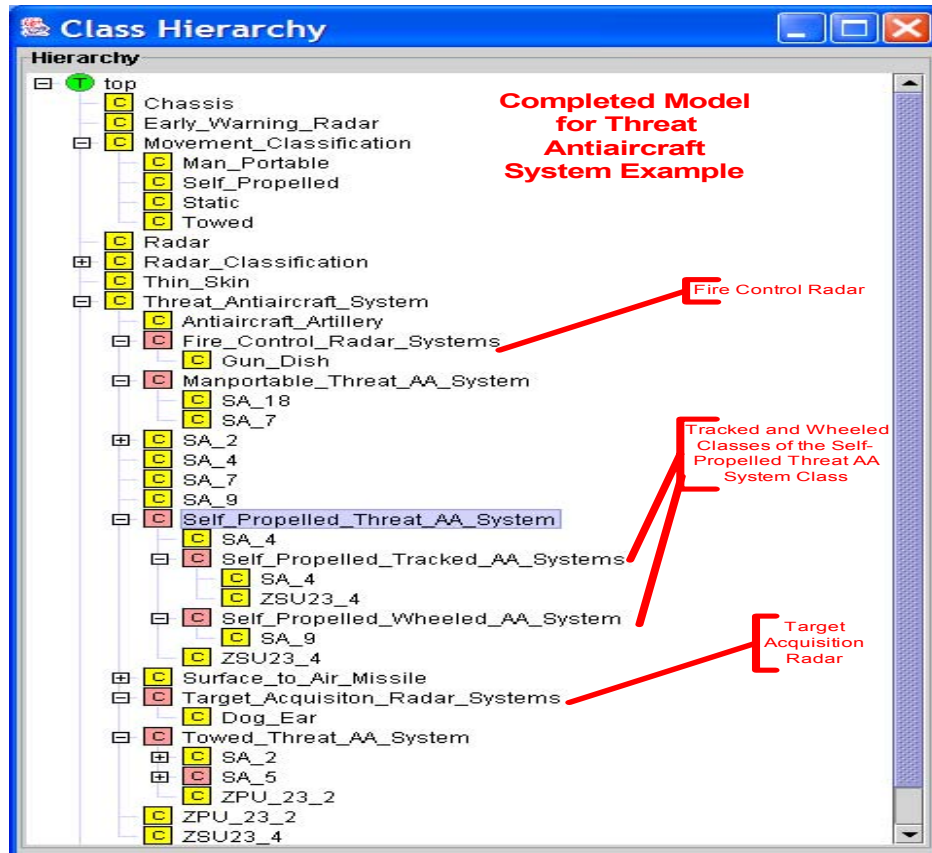 Class Hierarchy
Hierarchy
T top
C Chassis
C Early_Warning_Radar
C Movement_Classification
C Man_Portable
C Self_Propelled
C Static
C Towed
C Radar
C Radar_Classification
C Thin_Skin
C Threat_Antiaircraft_System
C Antiaircraft_Artillery
C Fire_Control_Radar_Systems
C Gun_Dish
C Manportable_Threat_AA_System
C SA_18
C SA_7
C SA_2
C SA_4
C SA_7
C SA_9
C Self_Propelled_Threat_AA_System
C SA_4
C Self_Propelled_Tracked_AA_Systems
C SA_4
C ZSU23_4
C Self_Propelled_Wheeled_AA_System
C SA_9
C ZSU23_4
C Surface_to_Air_Missile
C Target_Acquisiton_Radar_Systems
C Dog_Ear
C Towed_Threat_AA_System
C SA_2
C SA_5
C ZPU_23_2
C ZPU_23_2
C ZSU23_4
Completed Model
for Threat
Antiaircraft
System Example
Fire Control Radar
Tracked and Wheeled
Classes of the Self-
Propelled Threat AA
System Class
Target
Acquisition
Radar